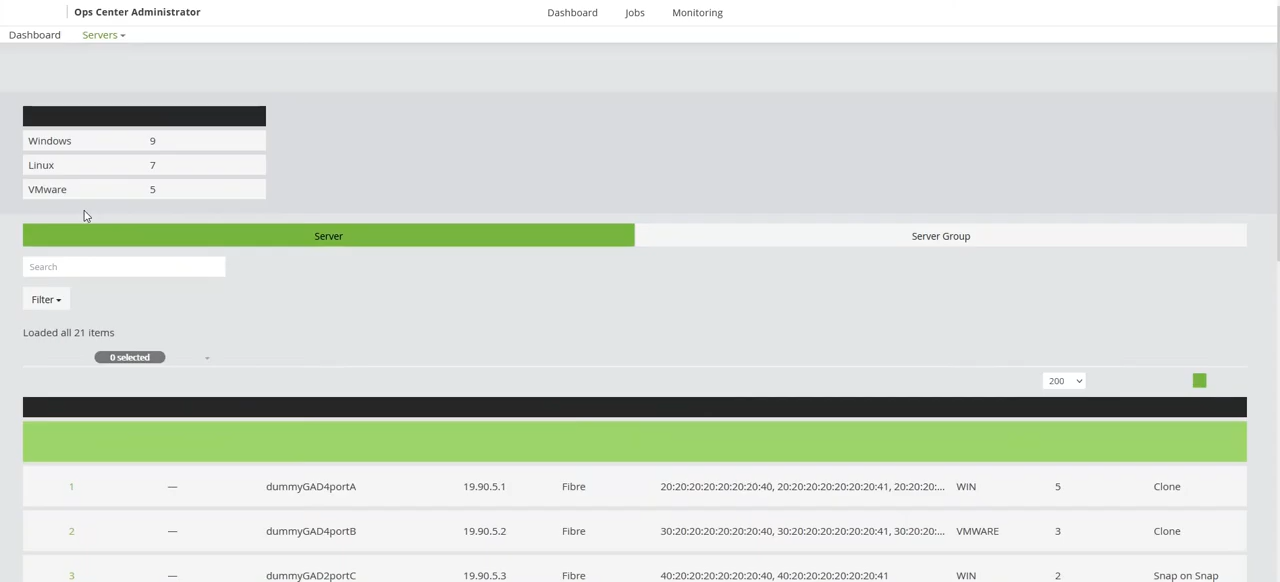 Ops Center Administrator Dashboard Jobs Monitoring
Dashboard Servers
Windows 9
Linux 7
VMware 5
Server Server Group
Search
Filter
Loaded all 21 items
0 selected
200
1 — dummyGAD4portA 19.90.5.1 Fibre 20:20:20:20:20:20:20:40, 20:20:20:20:20:20:20:41, 20:20:20:... WIN 5 Clone
2 — dummyGAD4portB 19.90.5.2 Fibre 30:20:20:20:20:20:20:40, 30:20:20:20:20:20:20:41, 30:20:20:... VMWARE 3 Clone
3 — dummyGAD2portC 19.90.5.3 Fibre 40:20:20:20:20:20:20:40, 40:20:20:20:20:20:20:41 WIN 2 Snap on Snap